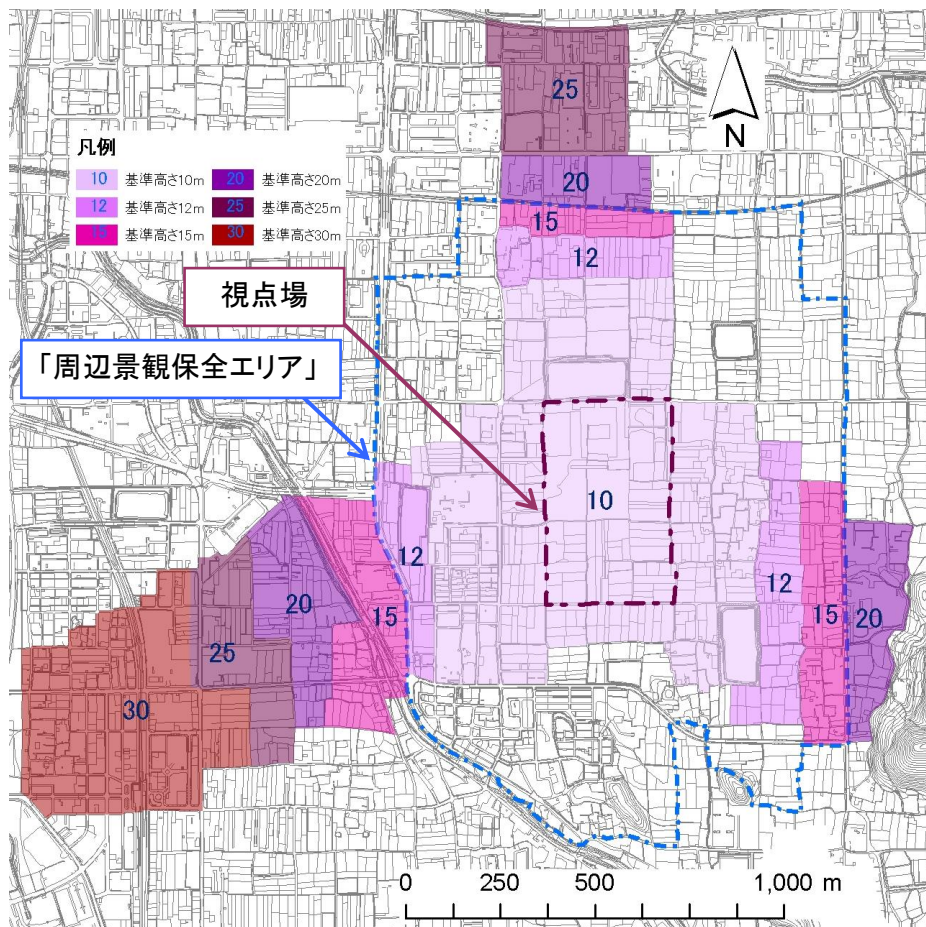 25
N
凡例
10 基準高さ10m 20 基準高さ20m
12 基準高さ12m 25 基準高さ25m
15 基準高さ15m 30 基準高さ30m
20
15
12
視点場
「周辺景観保全エリア」
10
12
12
20
15
15
20
25
30
0 250 500 1,000 m